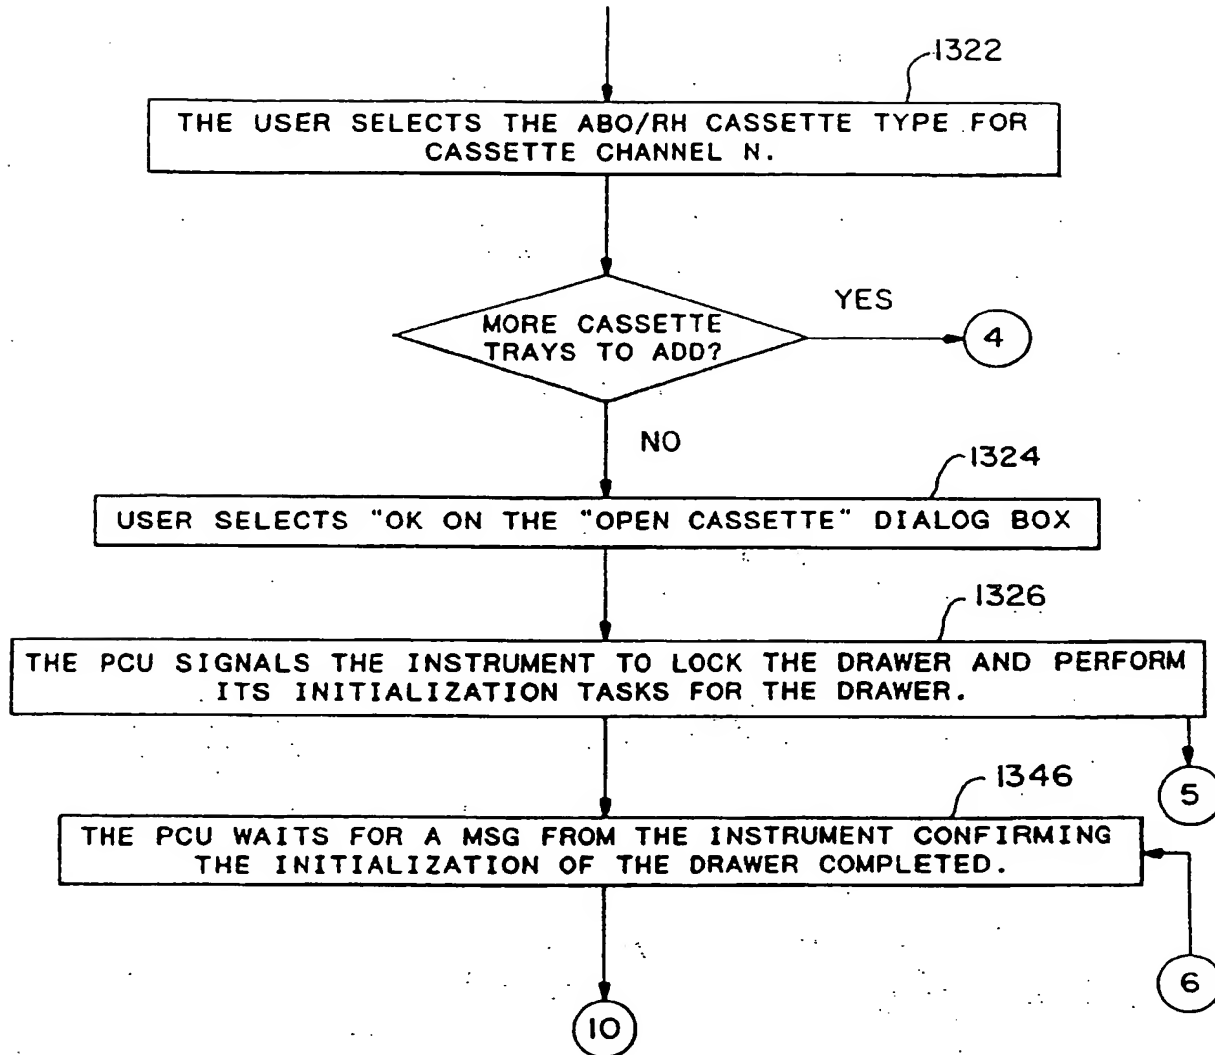 1322
THE USER SELECTS THE ABO/RH CASSETTE TYPE FOR
CASSETTE CHANNEL N.
MORE CASSETTE
TRAYS TO ADD?
YES
4
NO
1324
USER SELECTS "OK ON THE "OPEN CASSETTE" DIALOG BOX
1326
THE PCU SIGNALS THE INSTRUMENT TO LOCK THE DRAWER AND PERFORM
ITS INITIALIZATION TASKS FOR THE DRAWER.
5
1346
THE PCU WAITS FOR A MSG FROM THE INSTRUMENT CONFIRMING
THE INITIALIZATION OF THE DRAWER COMPLETED.
6
10